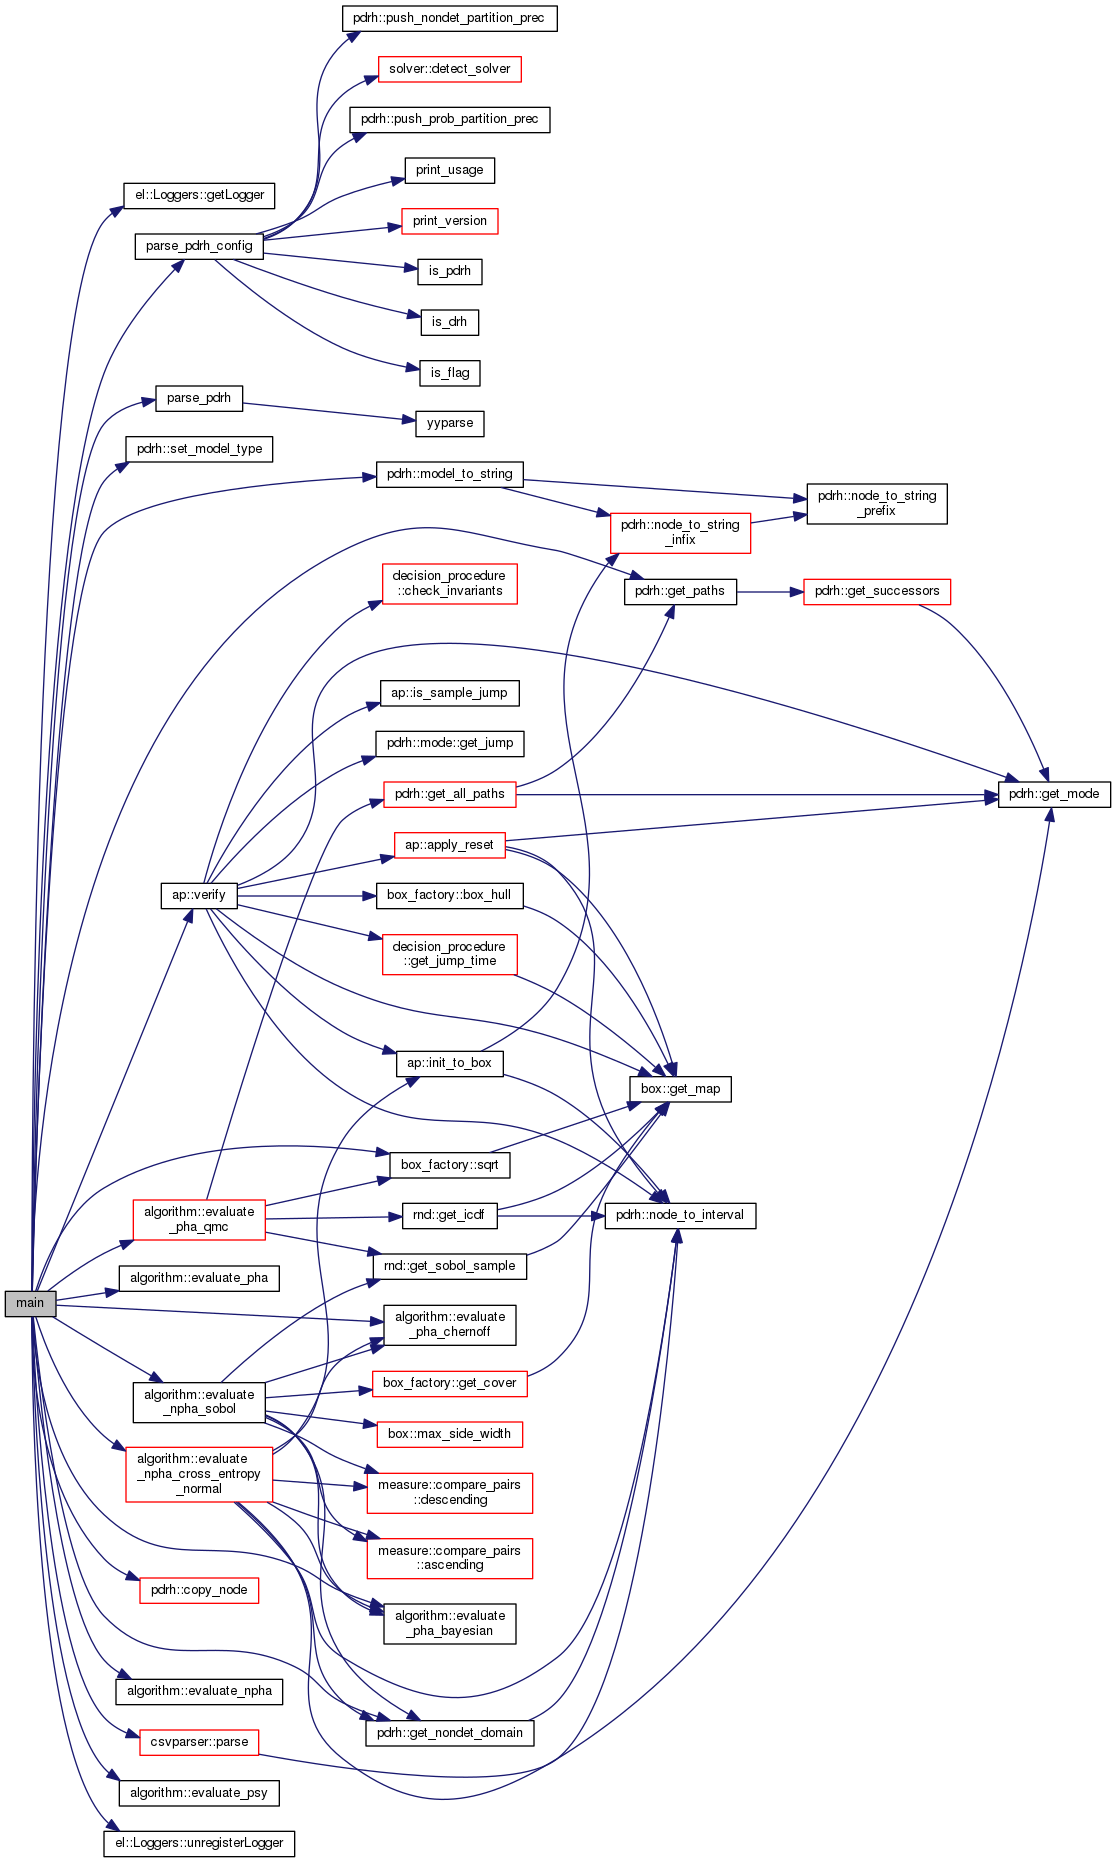 pdrh::push_nondet_partition_prec
solver::detect_solver
pdrh::push_prob_partition_prec
print_usage
el::Loggers::getLogger
print_version
parse_pdrh_config
is_pdrh
is_drh
is_flag
parse_pdrh
yyparse
pdrh::set_model_type
pdrh::model_to_string
pdrh::node_to_string
_prefix
pdrh::node_to_string
_infix
decision_procedure
::check_invariants
pdrh::get_paths
pdrh::get_successors
ap::is_sample_jump
pdrh::mode::get_jump
pdrh::get_all_paths
pdrh::get_mode
ap::apply_reset
ap::verify
box_factory::box_hull
decision_procedure
::get_jump_time
ap::init_to_box
box::get_map
box_factory::sqrt
algorithm::evaluate
_pha_qmc
rnd::get_icdf
pdrh::node_to_interval
rnd::get_sobol_sample
algorithm::evaluate_pha
main
algorithm::evaluate
_pha_chernoff
box_factory::get_cover
algorithm::evaluate
_npha_sobol
box::max_side_width
algorithm::evaluate
_npha_cross_entropy
_normal
measure::compare_pairs
::descending
measure::compare_pairs
::ascending
pdrh::copy_node
algorithm::evaluate
_pha_bayesian
algorithm::evaluate_npha
pdrh::get_nondet_domain
csvparser::parse
algorithm::evaluate_psy
el::Loggers::unregisterLogger